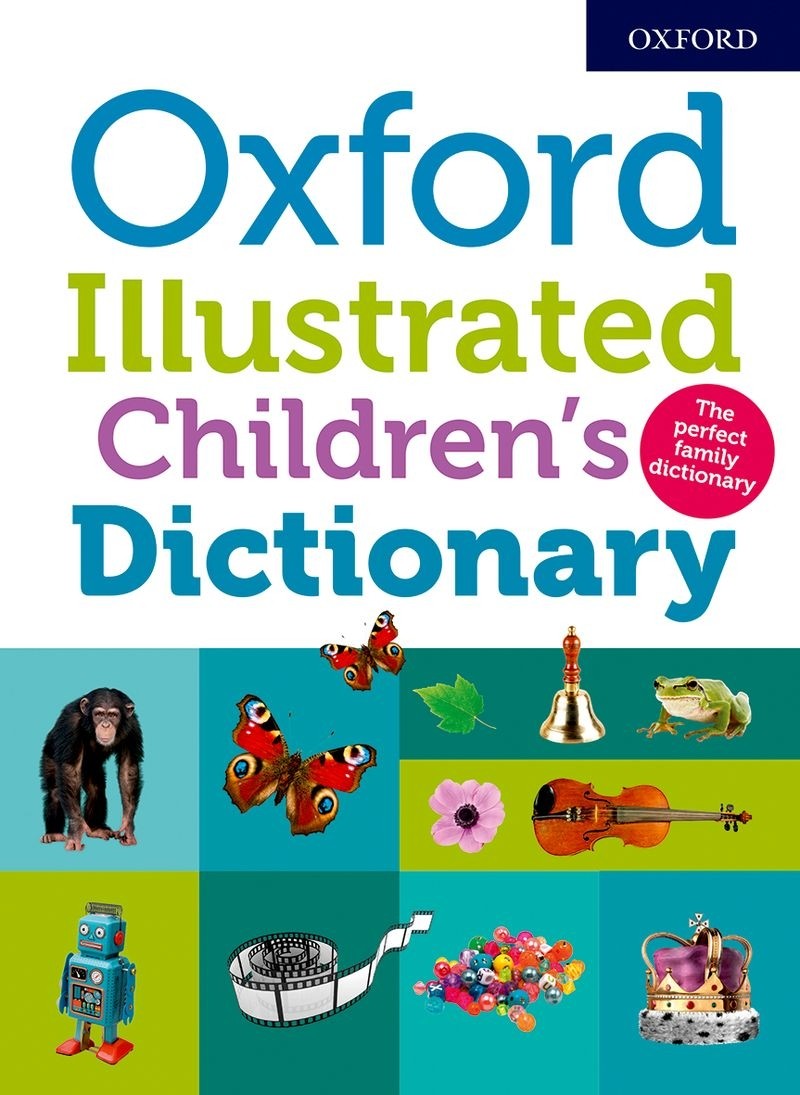 OXFORD
Oxford
Illustrated
Children's
The
perfect
family
dictionary
Dictionary